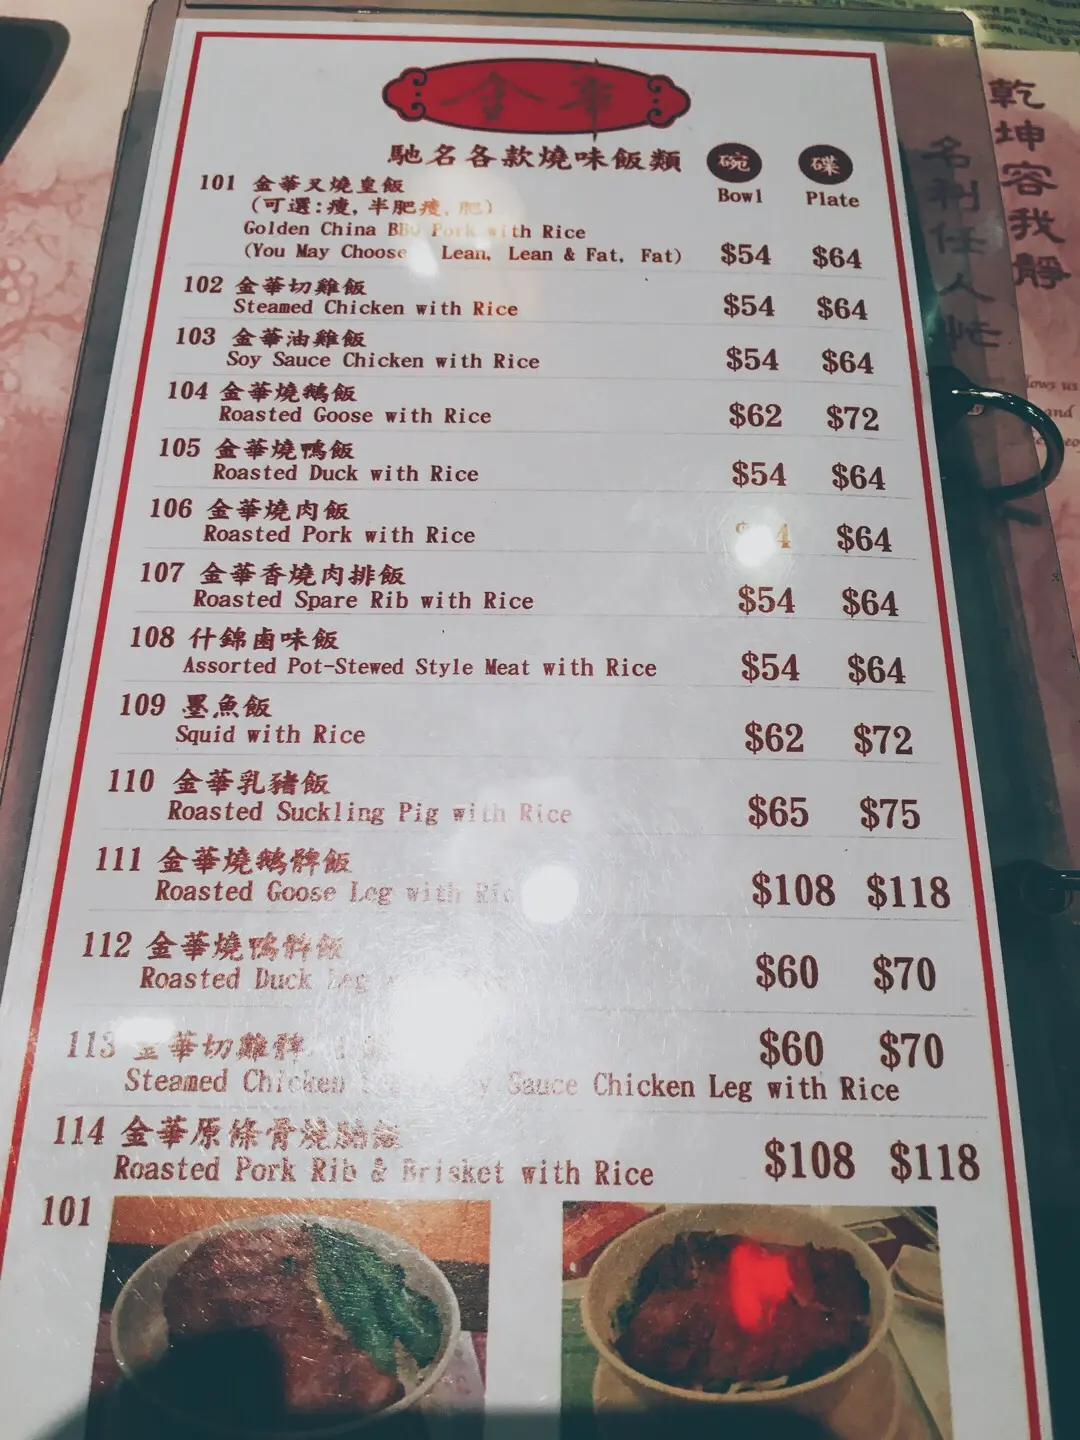 金華
馳名各款燒味飯類 碗 碟
Bowl Plate
101 金華叉燒皇飯
(可選:瘦,半肥瘦,肥)
Golden China BBQ Pork with Rice
(You May Choose Lean, Lean & Fat, Fat) $54 $64
102 金華切雞飯
Steamed Chicken with Rice $54 $64
103 金華油雞飯
Soy Sauce Chicken with Rice $54 $64
104 金華燒鵝飯
Roasted Goose with Rice $62 $72
105 金華燒鴨飯
Roasted Duck with Rice $54 $64
106 金華燒肉飯
Roasted Pork with Rice $64
107 金華香燒肉排飯
Roasted Spare Rib with Rice $54 $64
108 什錦鹵味飯
Assorted Pot-Stewed Style Meat with Rice $54 $64
109 墨魚飯
Squid with Rice $62 $72
110 金華乳豬飯
Roasted Suckling Pig with Rice $65 $75
111 金華燒鵝髀飯
Roasted Goose Leg with $108 $118
112 金華燒鴨髀飯
Roasted Duck Leg $60 $70
113 金華切雞髀 $60 $70
Steamed Chicken Sauce Chicken Leg with Rice
114 金華原條骨燒腩飯
Roasted Pork Rib & Brisket with Rice $108 $118
101
乾坤容我靜
名利任人忙
lows us
and